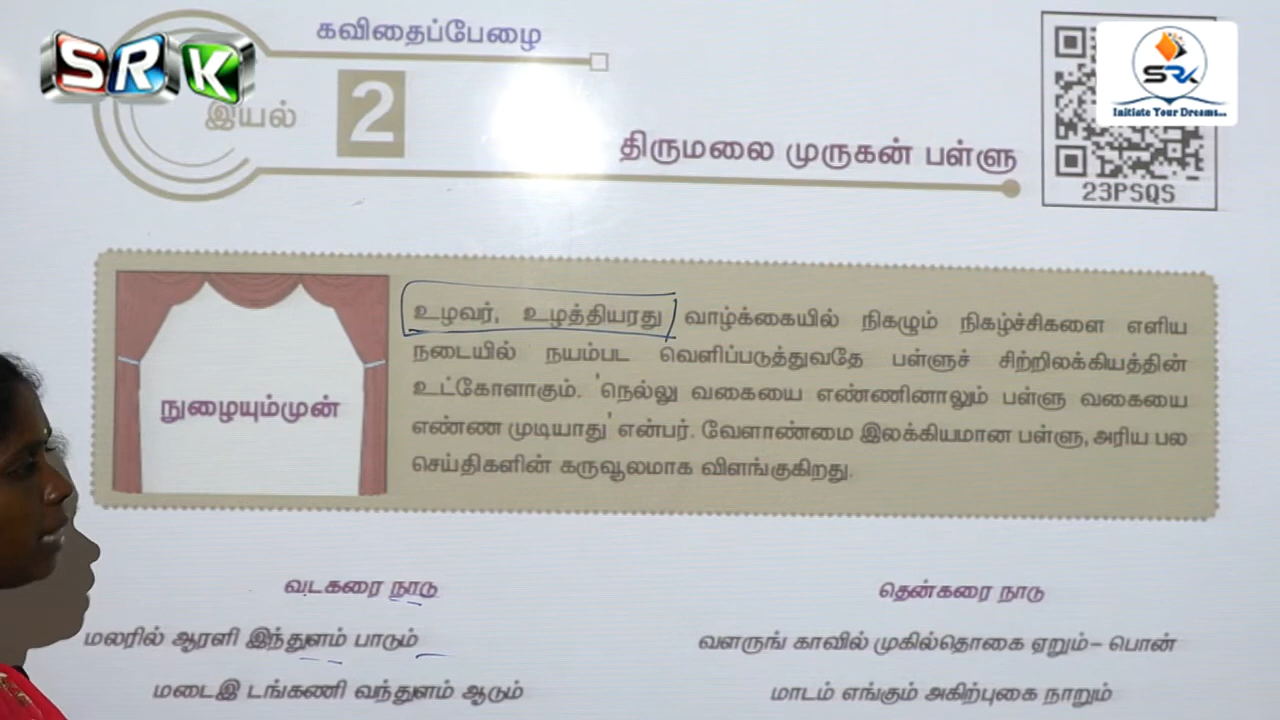 SRK
கவிதைப்பேழை
இயல் 2
திருமலை முருகன் பள்ளு
SRK
Initiate Your Dreams...
23PSQS
உழவர், உழத்தியரது வாழ்க்கையில் நிகழும் நிகழ்ச்சிகளை எளிய
நடையில் நயம்பட வெளிப்படுத்துவதே பள்ளுச் சிற்றிலக்கியத்தின்
உட்கோளாகும். 'நெல்லு வகையை எண்ணினாலும் பள்ளு வகையை
எண்ண முடியாது' என்பர். வேளாண்மை இலக்கியமான பள்ளு, அரிய பல
செய்திகளின் கருவூலமாக விளங்குகிறது.
நுழையும்முன்
வடகரை நாடு
மலரில் ஆரளி இந்துளம் பாடும்
மடைஇ டங்கணி வந்துளம் ஆடும்
தென்கரை நாடு
வளருங் காவில் முகில்தொகை ஏறும்– பொன்
மாடம் எங்கும் அகிற்புகை நாறும்